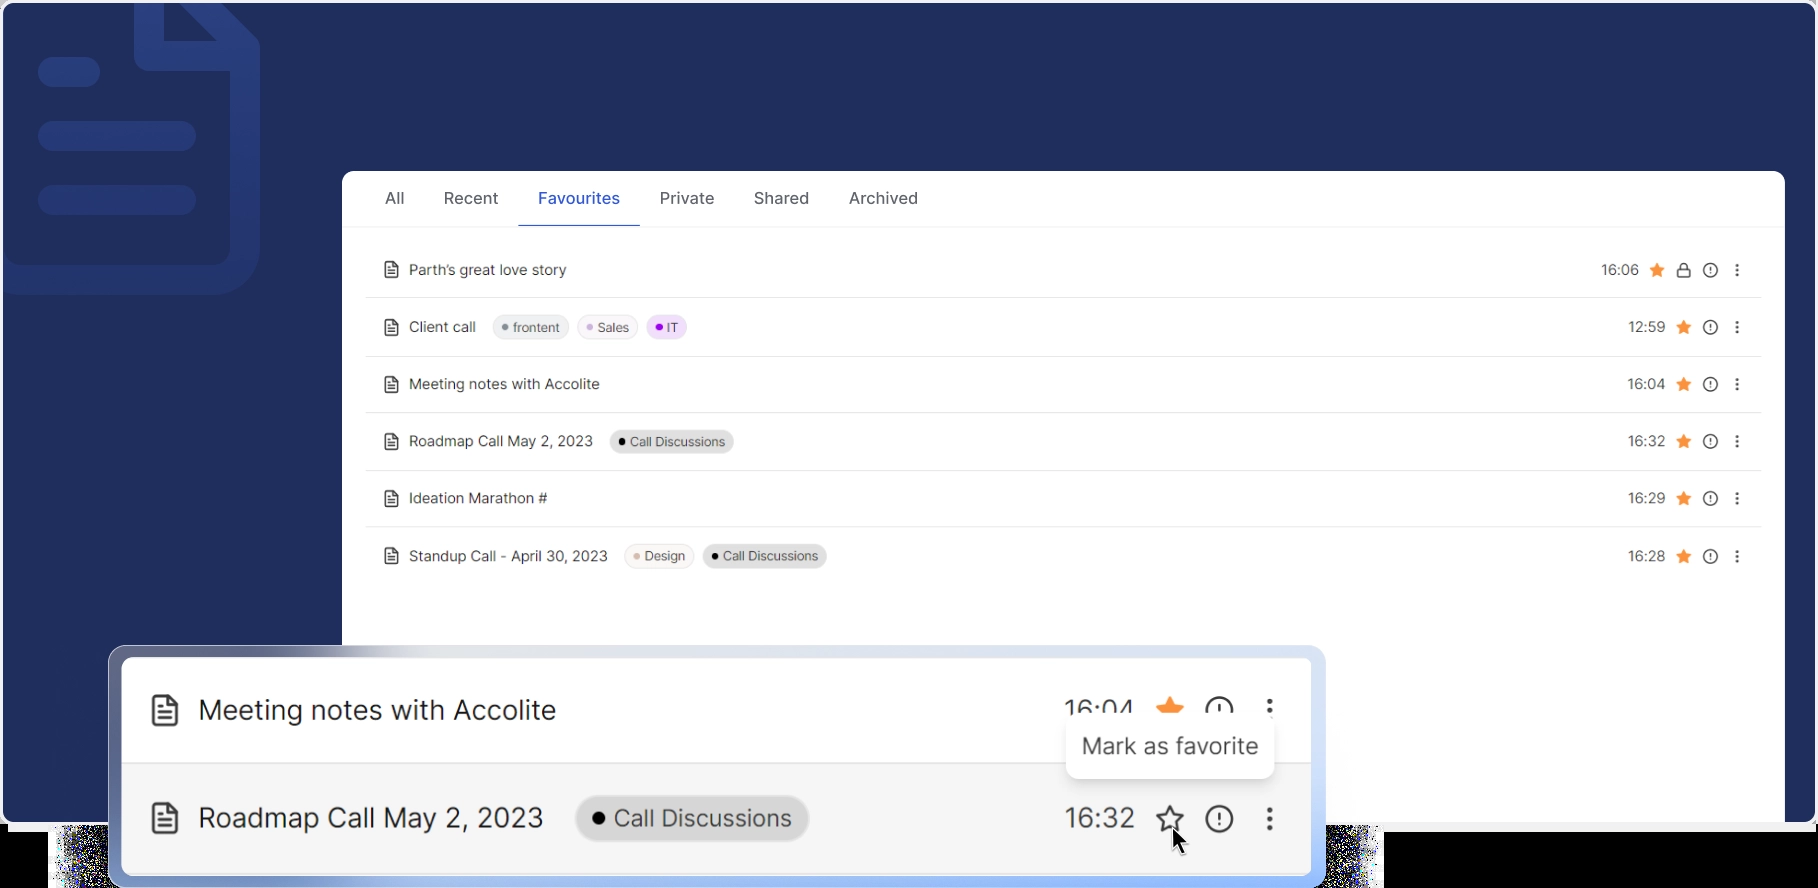 All Recent Favourites Private Shared Archived
Parth's great love story 16:06
Client call frontent Sales IT 12:59
Meeting notes with Accolite 16:04
Roadmap Call May 2, 2023 Call Discussions 16:32
Ideation Marathon # 16:29
Standup Call - April 30, 2023 Design Call Discussions 16:28
Meeting notes with Accolite 16:04
Mark as favorite
Roadmap Call May 2, 2023 Call Discussions 16:32